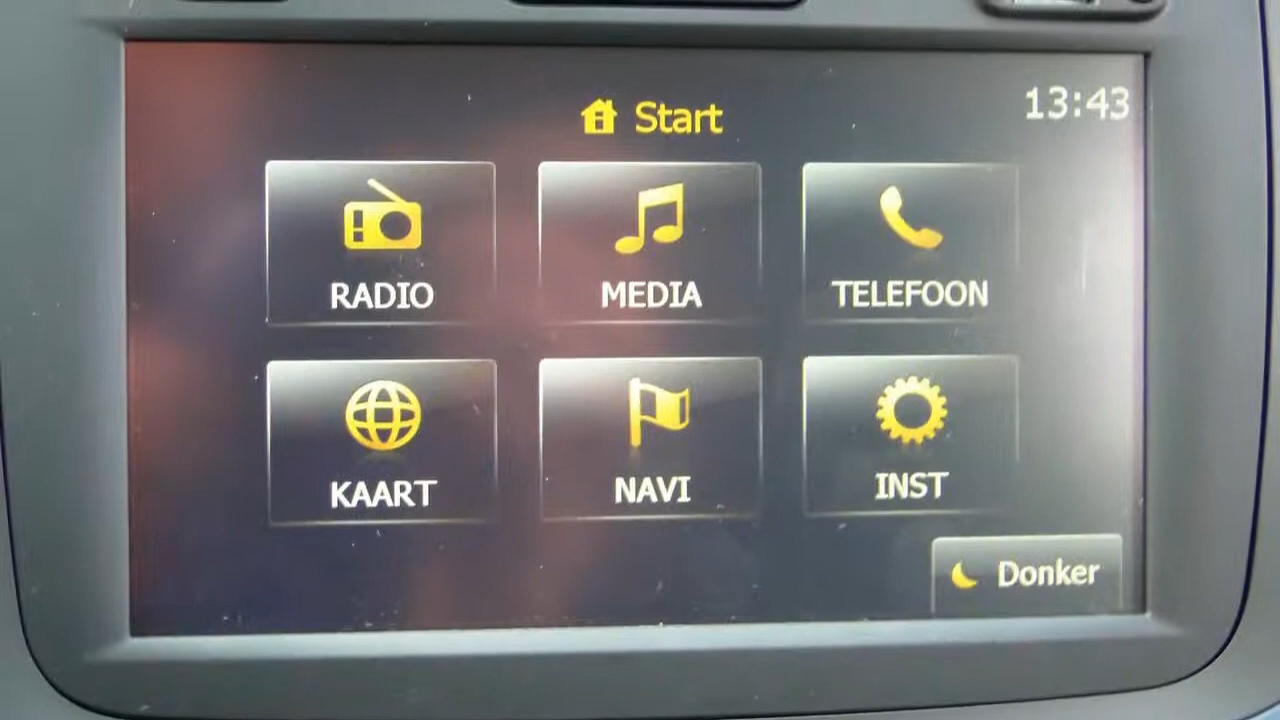 Start
13:43
RADIO
MEDIA
TELEFOON
KAART
NAVI
INST
Donker